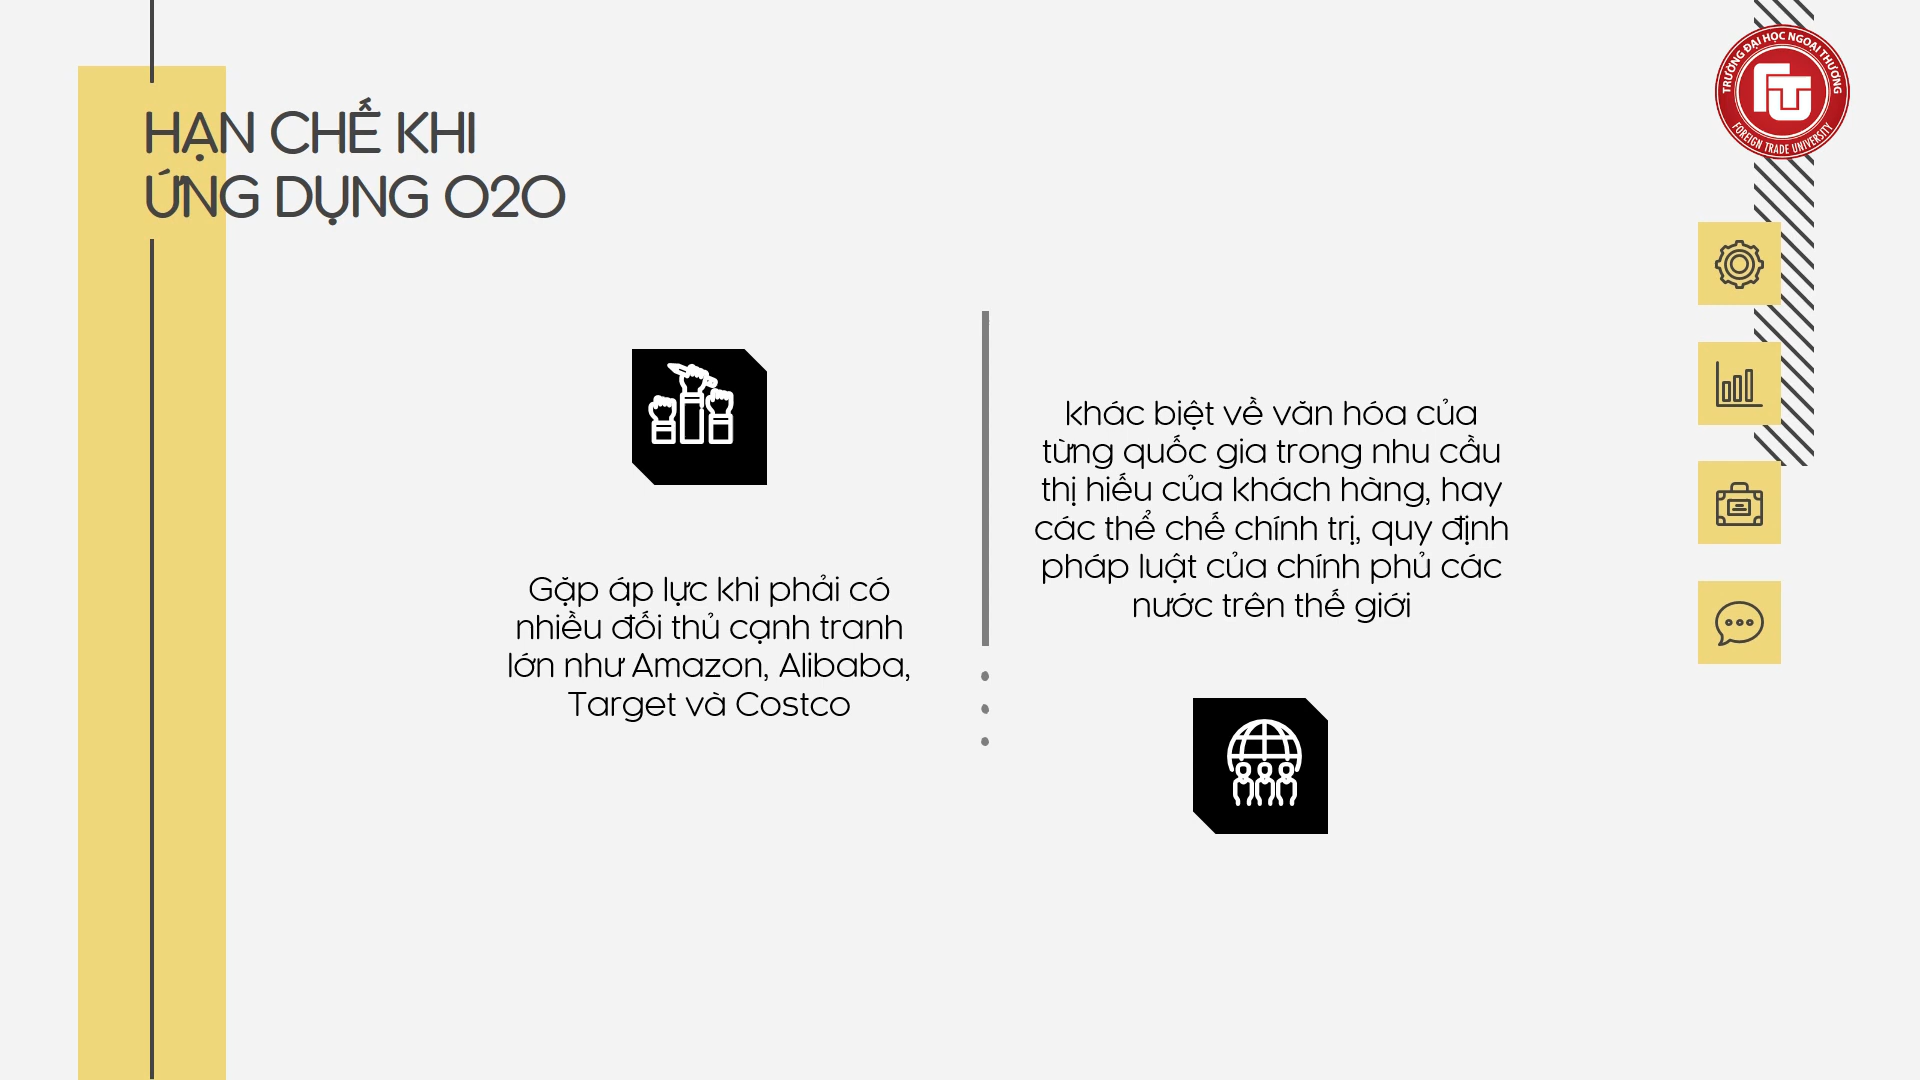 HẠN CHẾ KHI
ỨNG DỤNG O2O
TRƯỜNG ĐẠI HỌC NGOẠI THƯƠNG
FOREIGN TRADE UNIVERSITY
Gặp áp lực khi phải có
nhiều đối thủ cạnh tranh
lớn như Amazon, Alibaba,
Target và Costco
khác biệt về văn hóa của
từng quốc gia trong nhu cầu
thị hiếu của khách hàng, hay
các thể chế chính trị, quy định
pháp luật của chính phủ các
nước trên thế giới